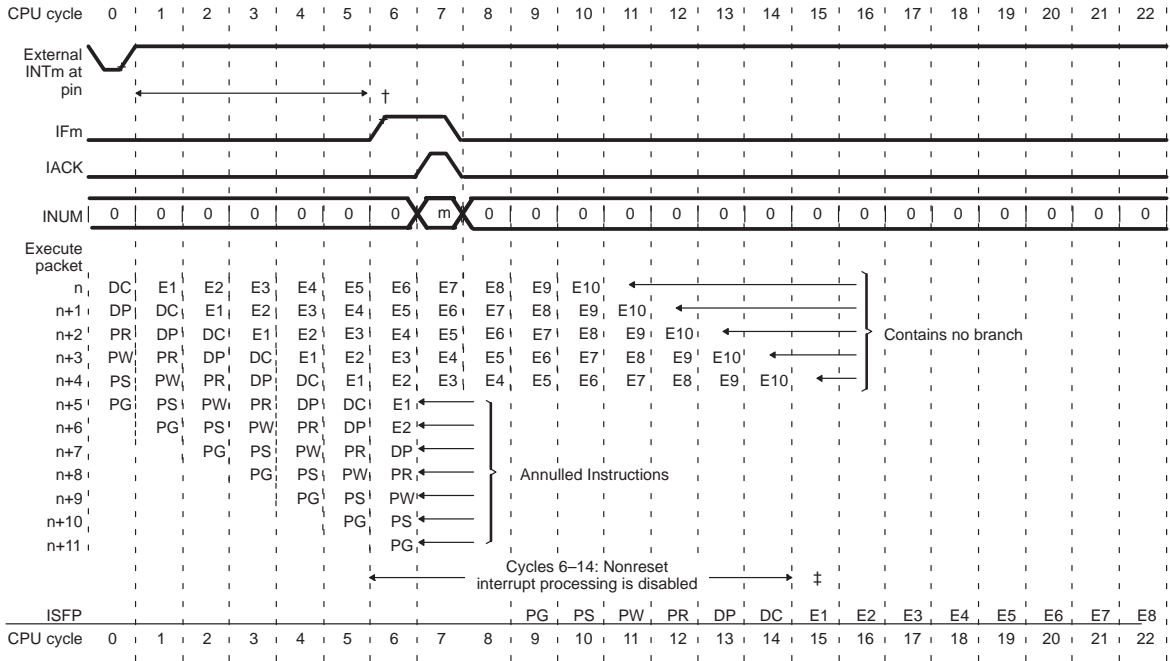 CPU cycle 0 1 2 3 4 5 6 7 8 9 10 11 12 13 14 15 16 17 18 19 20 21 22
External
INTm at
pin
†
IFm
IACK
INUM 0 0 0 0 0 0 0 m 0 0 0 0 0 0 0 0 0 0 0 0 0 0 0
Execute
packet
n DC E1 E2 E3 E4 E5 E6 E7 E8 E9 E10
n+1 DP DC E1 E2 E3 E4 E5 E6 E7 E8 E9 E10
n+2 PR DP DC E1 E2 E3 E4 E5 E6 E7 E8 E9 E10
Contains no branch
n+3 PW PR DP DC E1 E2 E3 E4 E5 E6 E7 E8 E9 E10
n+4 PS PW PR DP DC E1 E2 E3 E4 E5 E6 E7 E8 E9 E10
n+5 PG PS PW PR DP DC E1
n+6 PG PS PW PR DP E2
n+7 PG PS PW PR DP
n+8 PG PS PW PR
Annulled Instructions
n+9 PG PS PW
n+10 PG PS
n+11 PG
Cycles 6–14: Nonreset
interrupt processing is disabled
‡
ISFP PG PS PW PR DP DC E1 E2 E3 E4 E5 E6 E7 E8
CPU cycle 0 1 2 3 4 5 6 7 8 9 10 11 12 13 14 15 16 17 18 19 20 21 22